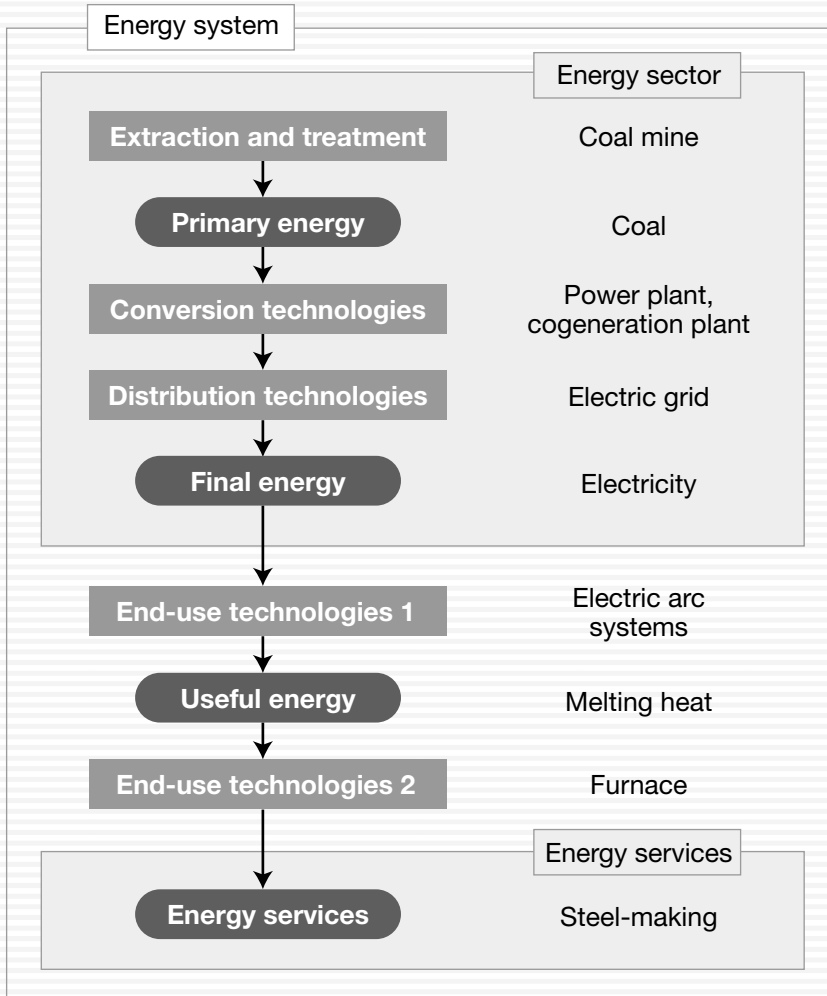 Energy system
Energy sector
Extraction and treatment
Coal mine
Primary energy
Coal
Conversion technologies
Power plant,
cogeneration plant
Distribution technologies
Electric grid
Final energy
Electricity
End-use technologies 1
Electric arc
systems
Useful energy
Melting heat
End-use technologies 2
Furnace
Energy services
Energy services
Steel-making